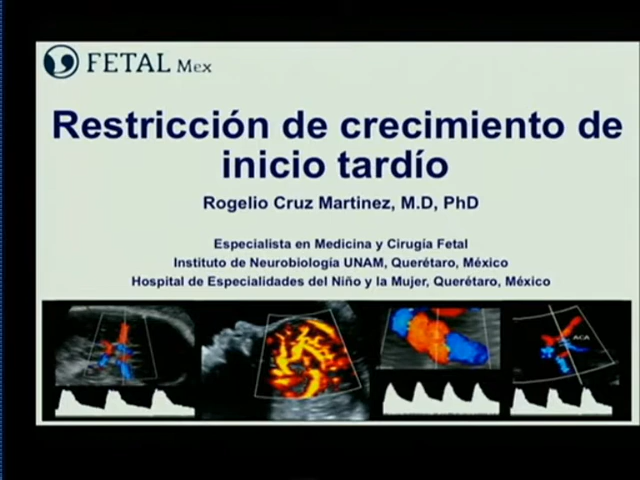 FETAL Mex
Restricción de crecimiento de
inicio tardío
Rogelio Cruz Martinez, M.D, PhD
Especialista en Medicina y Cirugía Fetal
Instituto de Neurobiología UNAM, Querétaro, México
Hospital de Especialidades del Niño y la Mujer, Querétaro, México
ACA